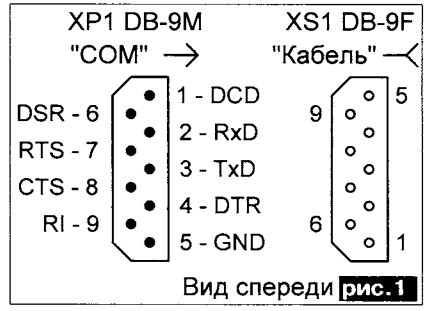 XP1 DB-9M
"COM"
DSR - 6
RTS - 7
CTS - 8
RI - 9
1 - DCD
2 - RxD
3 - TxD
4 - DTR
5 - GND
XS1 DB-9F
"Кабель"
9
6
5
1
Вид спереди рис.1